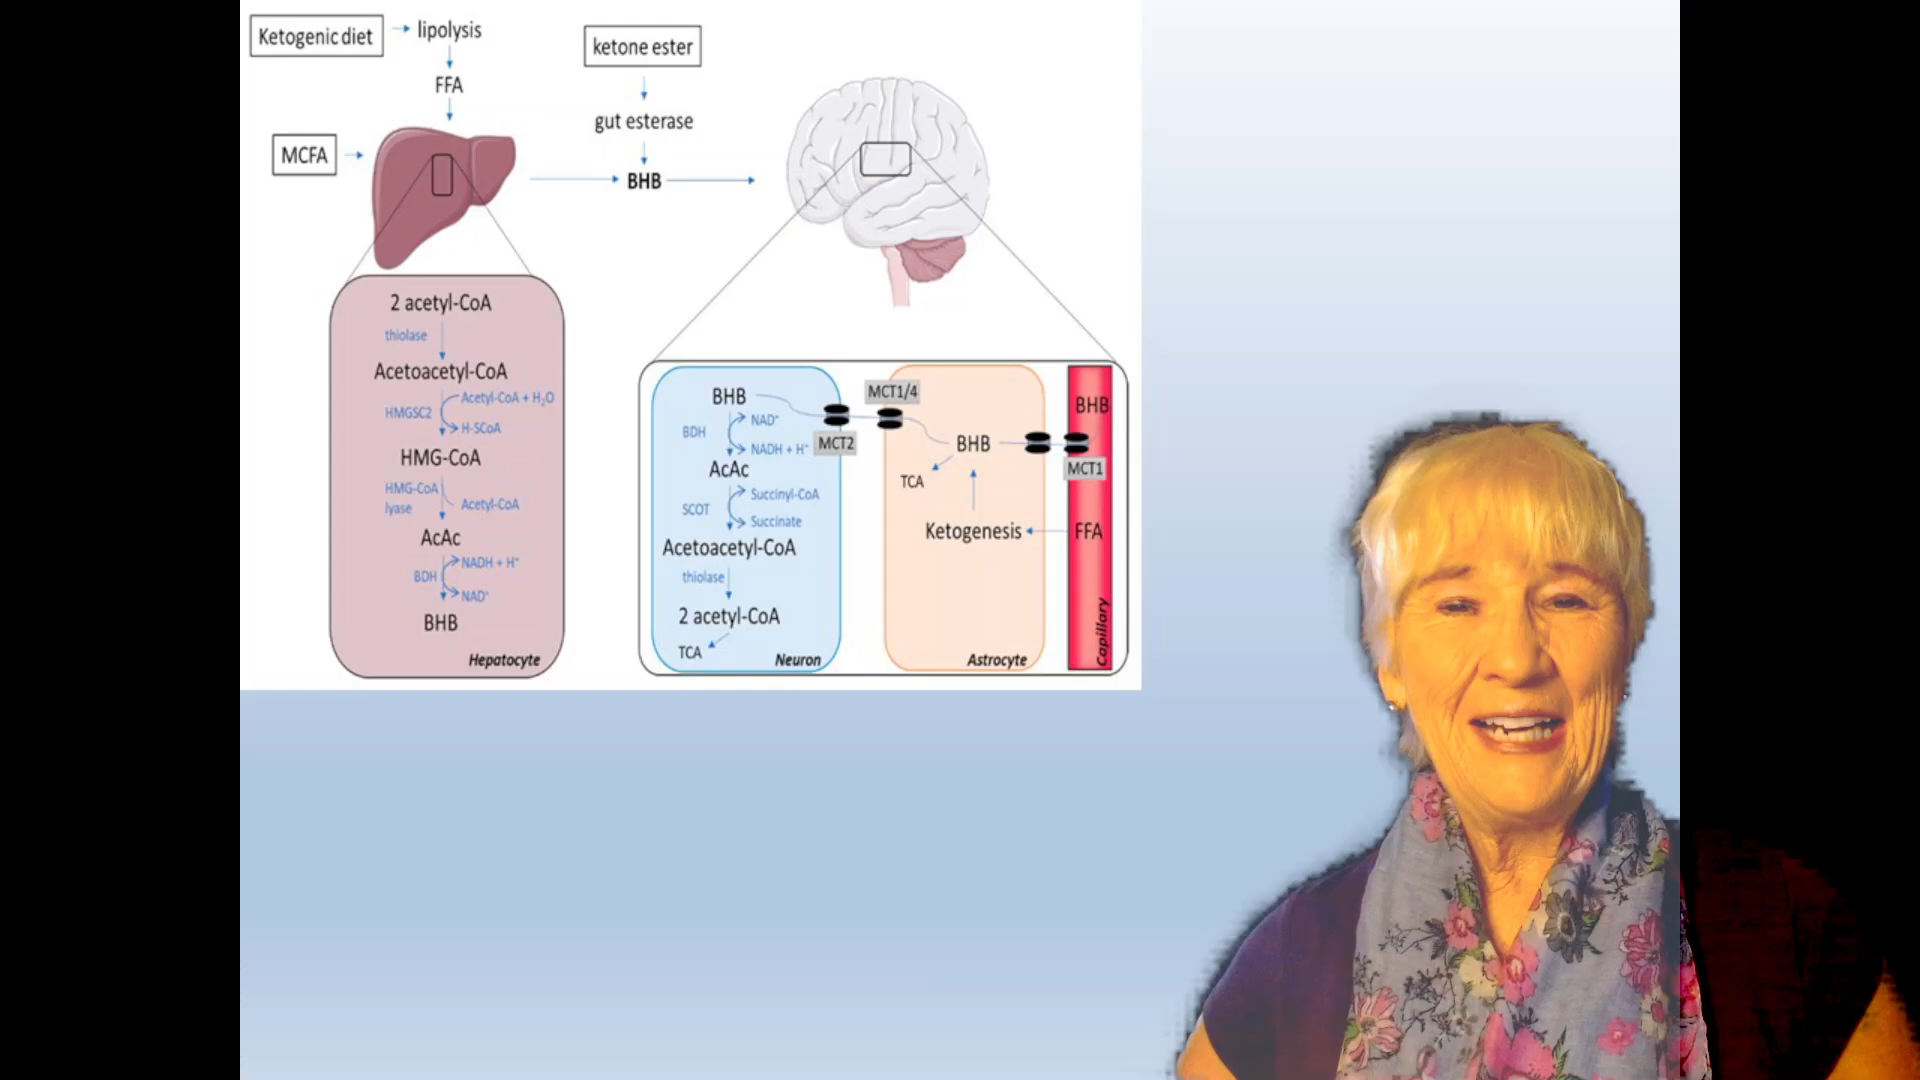 Ketogenic diet
lipolysis
FFA
MCFA
ketone ester
gut esterase
BHB
2 acetyl-CoA
thiolase
Acetoacetyl-CoA
Acetyl-CoA + H₂O
HMGSC2
H-SCoA
HMG-CoA
HMG-CoA
lyase
Acetyl-CoA
AcAc
NADH + H⁺
BDH
NAD⁺
BHB
Hepatocyte
BHB
NAD⁺
BDH
NADH + H⁺
AcAc
Succinyl-CoA
SCOT
Succinate
Acetoacetyl-CoA
thiolase
2 acetyl-CoA
TCA
Neuron
MCT2
MCT1/4
BHB
TCA
Ketogenesis
Astrocyte
BHB
MCT1
FFA
Capillary